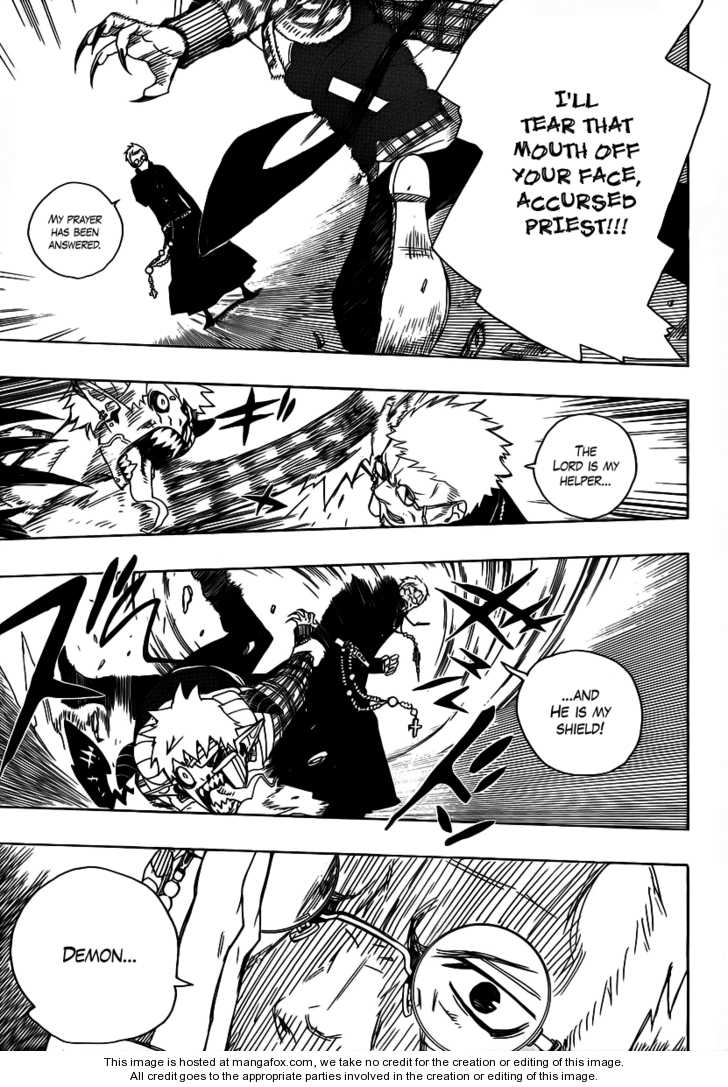 I'LL
TEAR THAT
MOUTH OFF
YOUR FACE,
ACCURSED
PRIEST!!!
MY PRAYER
HAS BEEN
ANSWERED.
THE
LORD IS MY
HELPER...
...AND
HE IS MY
SHIELD!
DEMON...
This image is hosted at mangafox.com, we take no credit for the creation or editing of this image.
All credit goes to the appropriate parties involved in the creation or editing of this image.